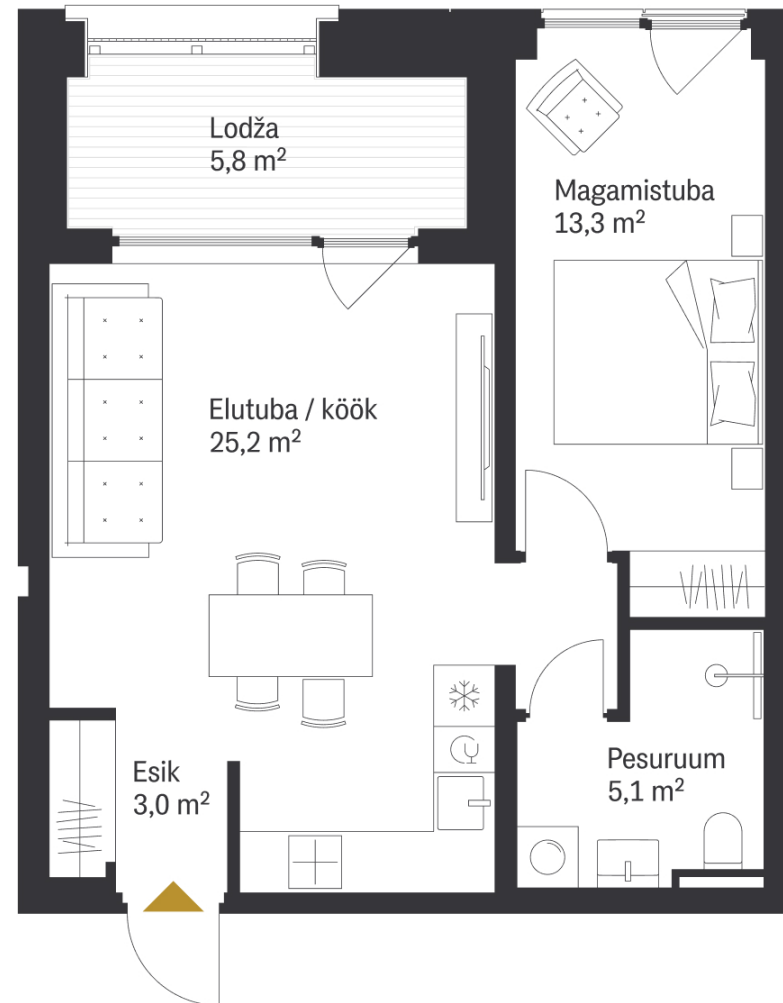 Lodža
5,8 m²
Magamistuba
13,3 m²
Elutuba / köök
25,2 m²
Esik
3,0 m²
Pesuruum
5,1 m²